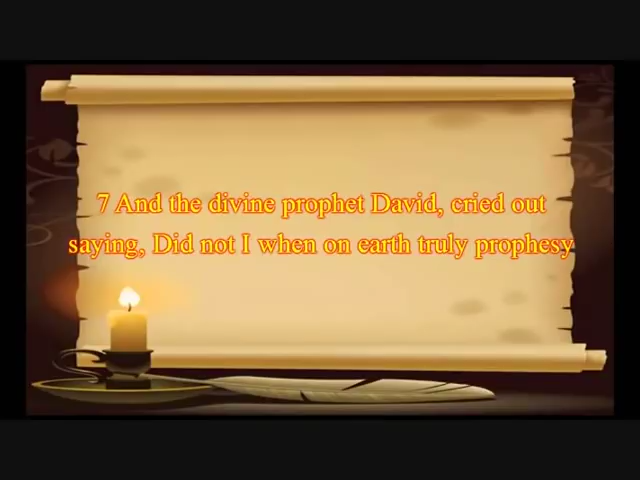 7 And the divine prophet David, cried out
saying, Did not I when on earth truly prophesy